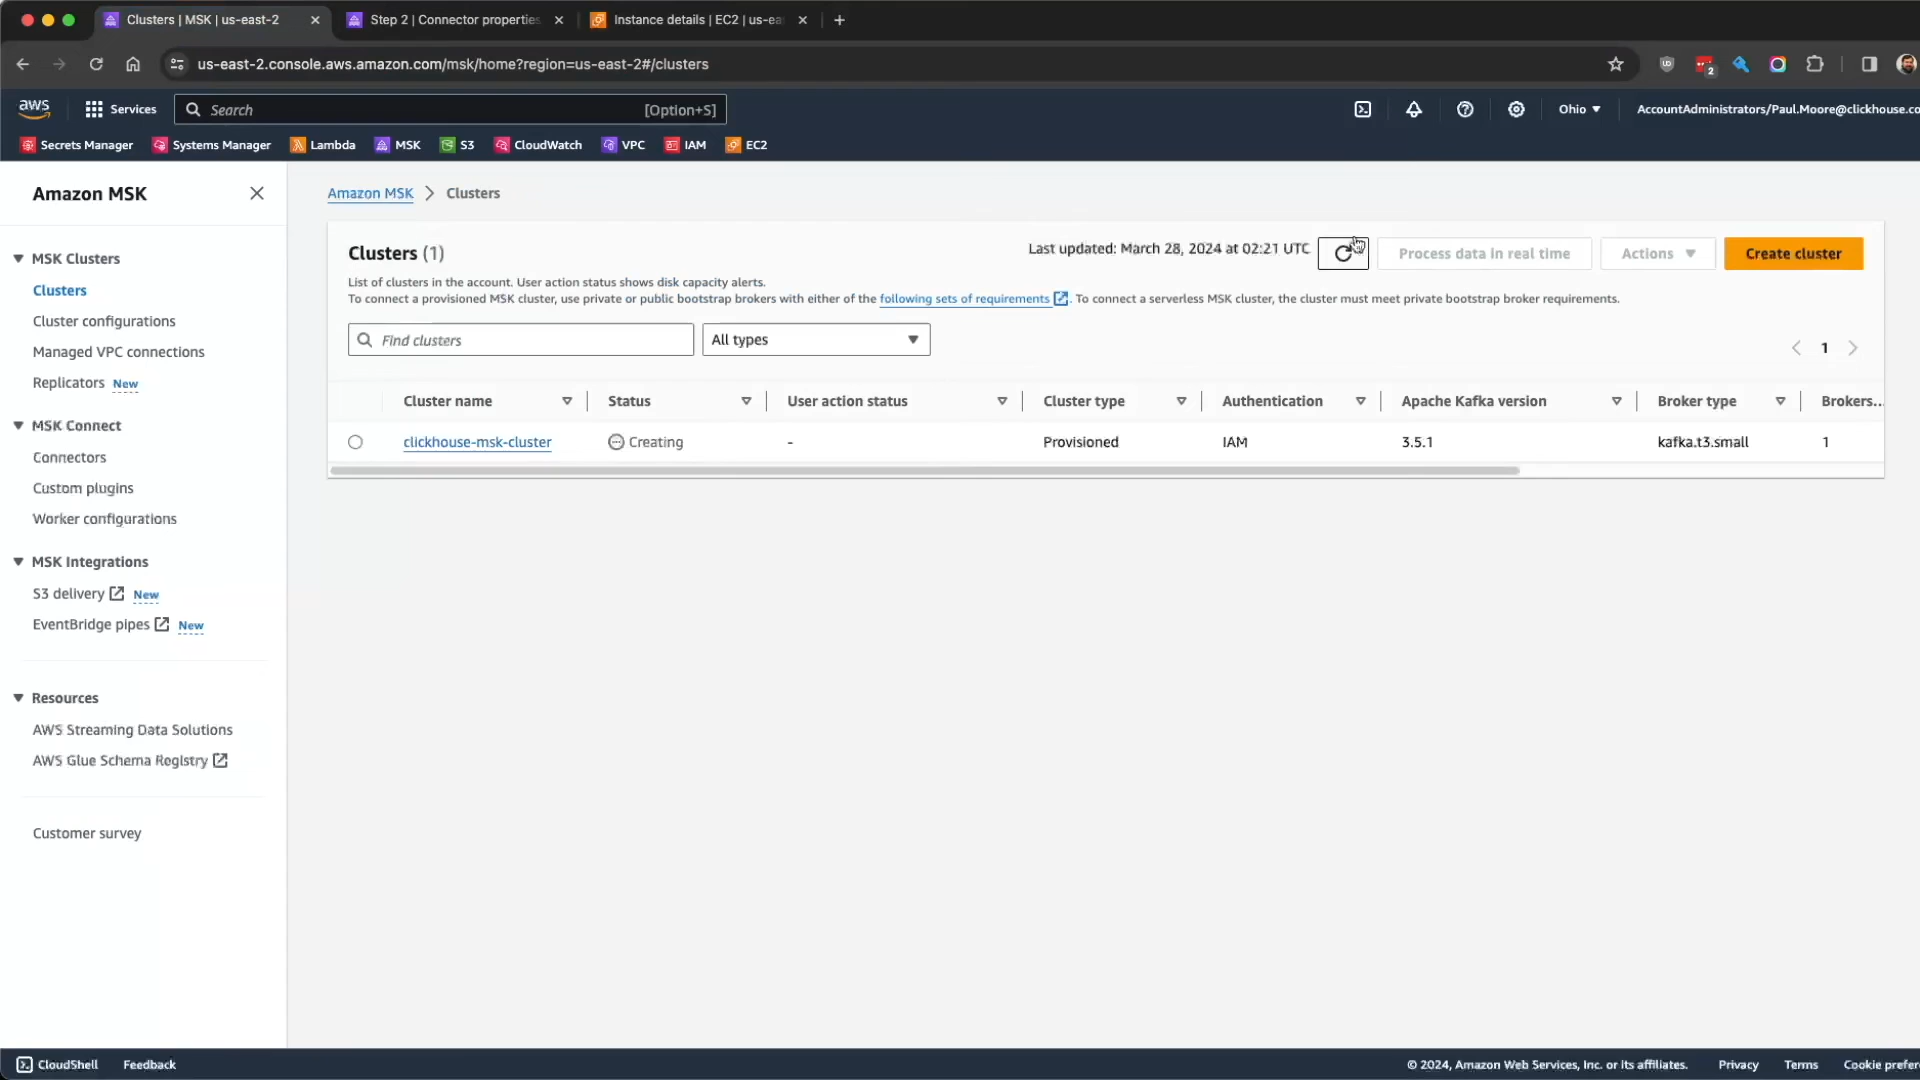 Clusters | MSK | us-east-2
Step 2 | Connector properties
Instance details | EC2 | us-ea
us-east-2.console.aws.amazon.com/msk/home?region=us-east-2#/clusters
2
aws
Services
Search
[Option+S]
Ohio
AccountAdministrators/Paul.Moore@clickhouse.co
Secrets Manager
Systems Manager
Lambda
MSK
S3
CloudWatch
VPC
IAM
EC2
Amazon MSK
MSK Clusters
Clusters
Cluster configurations
Managed VPC connections
Replicators New
MSK Connect
Connectors
Custom plugins
Worker configurations
MSK Integrations
S3 delivery New
EventBridge pipes New
Resources
AWS Streaming Data Solutions
AWS Glue Schema Registry
Customer survey
Amazon MSK > Clusters
Clusters (1)
Last updated: March 28, 2024 at 02:21 UTC
Process data in real time
Actions
Create cluster
List of clusters in the account. User action status shows disk capacity alerts.
To connect a provisioned MSK cluster, use private or public bootstrap brokers with either of the following sets of requirements. To connect a serverless MSK cluster, the cluster must meet private bootstrap broker requirements.
Find clusters
All types
1
Cluster name Status User action status Cluster type Authentication Apache Kafka version Broker type Brokers...
clickhouse-msk-cluster Creating - Provisioned IAM 3.5.1 kafka.t3.small 1
CloudShell
Feedback
© 2024, Amazon Web Services, Inc. or its affiliates.
Privacy
Terms
Cookie prefer